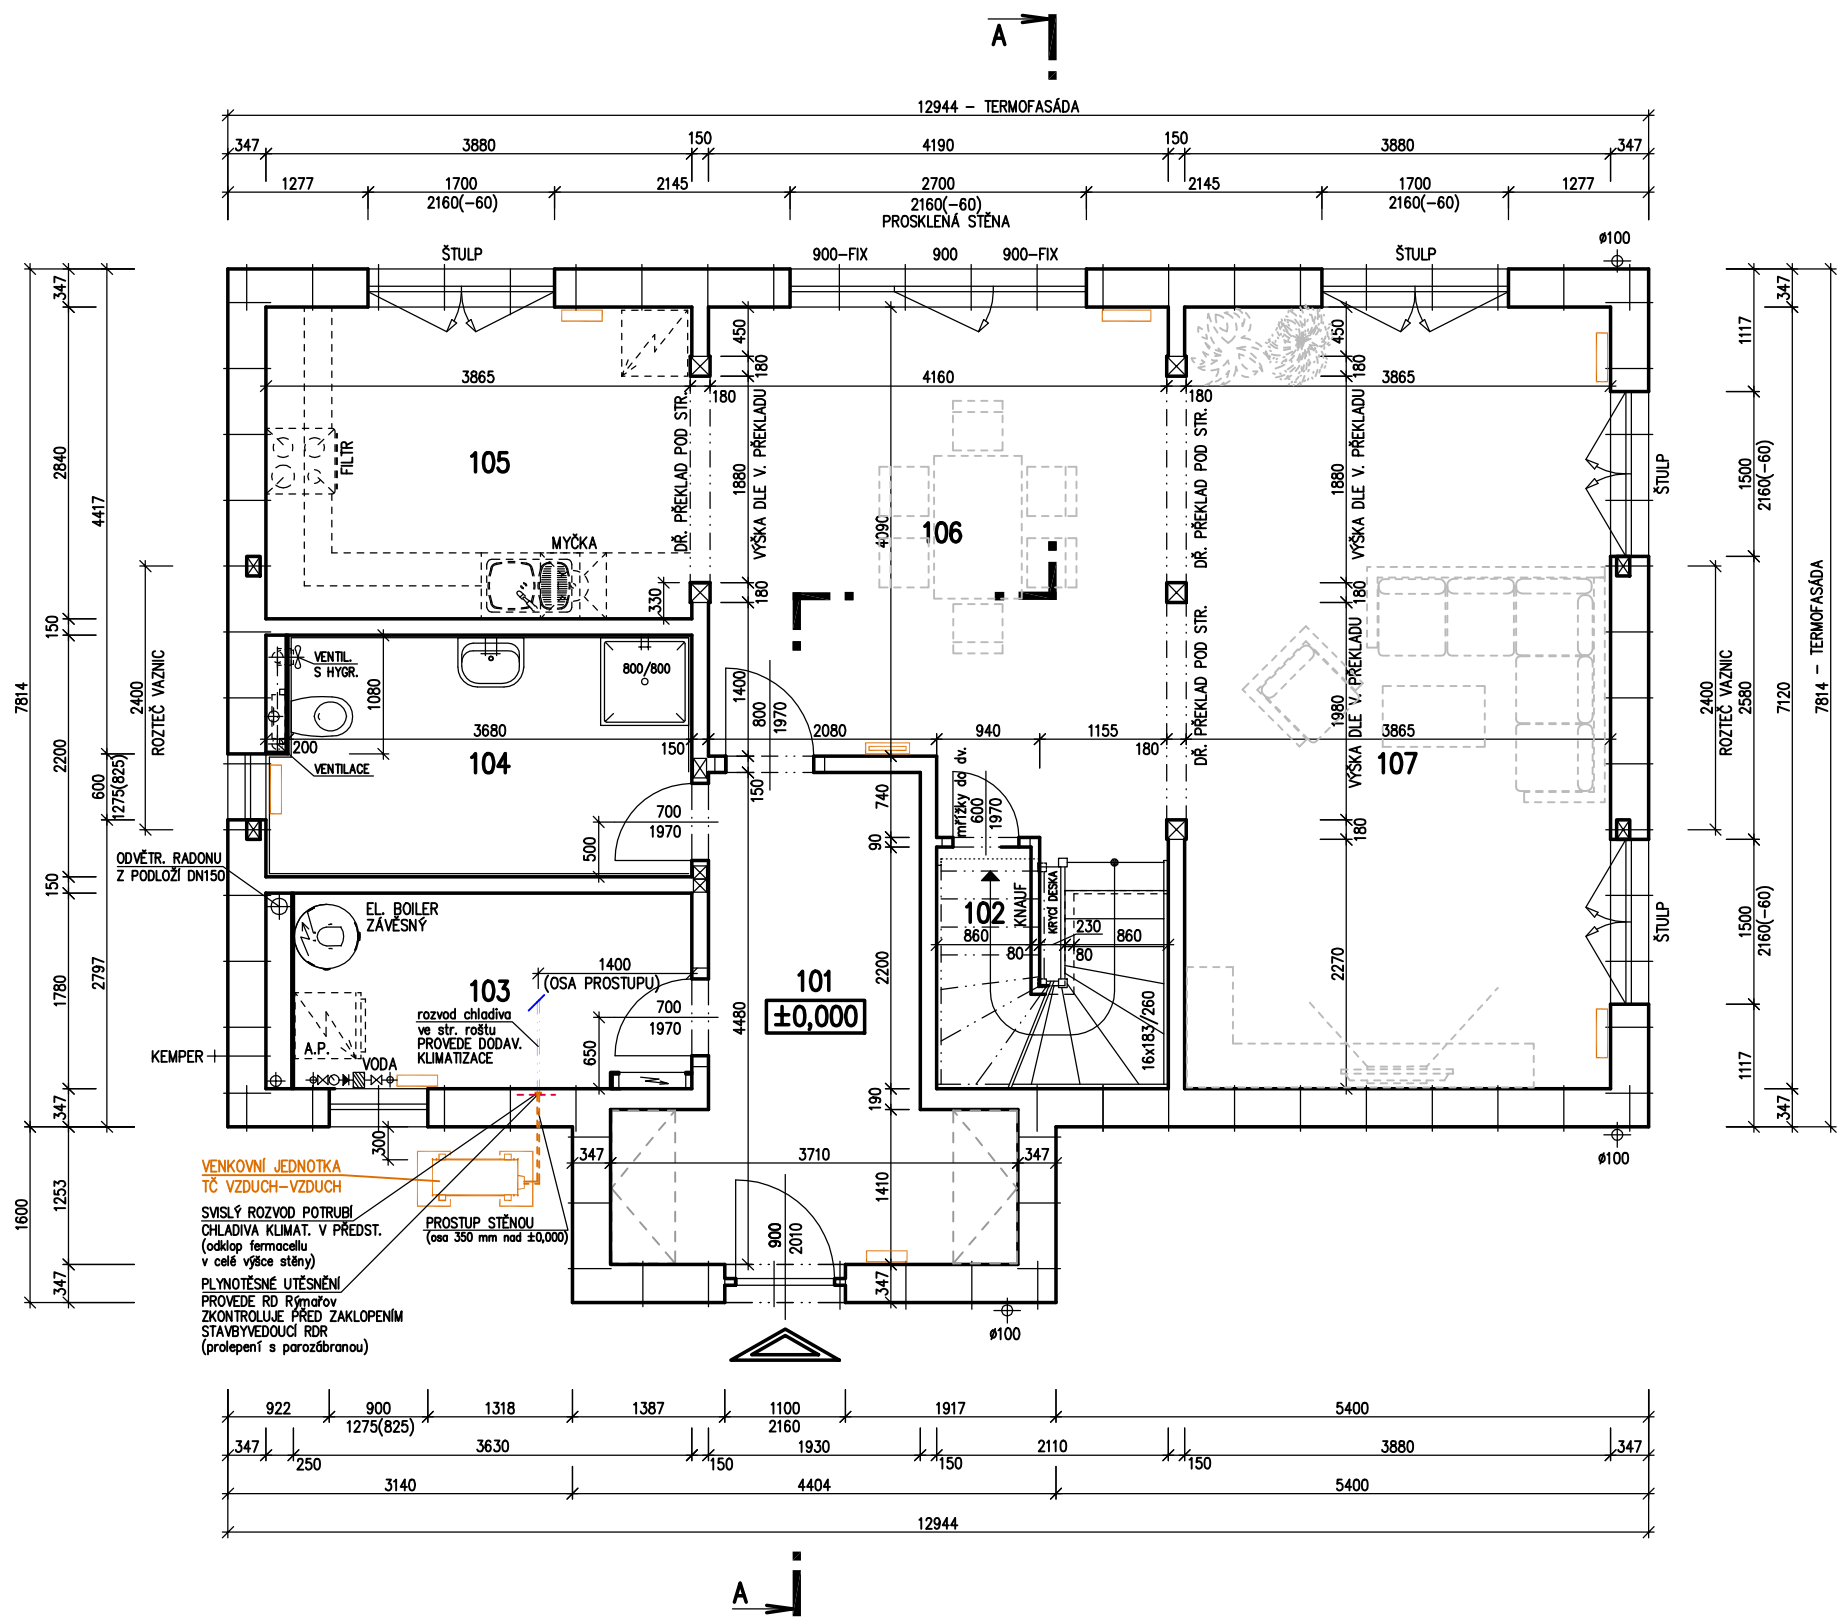 A
12944 – TERMOFASÁDA
347 3880 150 4190 150 3880 347
1277 1700 2145 2700 2145 1700 1277
2160(–60) 2160(–60) 2160(–60)
PROSKLENÁ STĚNA
ŠTULP 900–FIX 900 900–FIX ŠTULP ø100
7814
1600
347
2840
150
2200
150
1780
347
1253
347
4417
600
1275(825)
2797
2400
ROZTEČ VAZNIC
3865 180 4160 180 3865
450
180
1880
180
VÝŠKA DLE V. PŘEKLADU
DŘ. PŘEKLAD POD STR.
105
FILTR
MYČKA
330
4090
106
DŘ. PŘEKLAD POD STR.
DŘ. PŘEKLAD POD STR.
450
180
1880
180
1980
180
2270
VÝŠKA DLE V. PŘEKLADU
VÝŠKA DLE V. PŘEKLADU
107
1117
1500
2160(–60)
ŠTULP
2580
2400
ROZTEČ VAZNIC
1500
2160(–60)
ŠTULP
1117
347
7120
347
7814 – TERMOFASÁDA
VENTIL.
S HYGR.
1080
800/800
200 3680 150 2080 940 1155 180 3865
VENTILACE
104
1400
800
1970
150
740
90
mřížky do dv.
600
1970
700
1970
500
ODVĚTR. RADONU
Z PODLOŽÍ DN150
EL. BOILER
ZÁVĚSNÝ
103
1400
(OSA PROSTUPU)
rozvod chladiva
ve str. roštu
PROVEDE DODAV.
KLIMATIZACE
700
1970
650
A.P.
VODA
KEMPER
300
101
±0,000
4480
2200
190
1410
347
102
KNAUF
KRYCÍ DESKA
860 80 230 80 860
16x183/260
347 3710 347
900
2010
ø100
ø100
VENKOVNÍ JEDNOTKA
TČ VZDUCH–VZDUCH
SVISLÝ ROZVOD POTRUBÍ
CHLADIVA KLIMAT. V PŘEDST.
(odklop fermacellu
v celé výšce stěny)
PROSTUP STĚNOU
(osa 350 mm nad ±0,000)
PLYNOTĚSNÉ UTĚSNĚNÍ
PROVEDE RD Rýmařov
ZKONTROLUJE PŘED ZAKLOPENÍM
STAVBYVEDOUCÍ RDR
(prolepení s parozábranou)
922 900 1318 1387 1100 1917 5400
1275(825) 2160
347 3630 1930 2110 3880 347
250 150 150 150
3140 4404 5400
12944
A